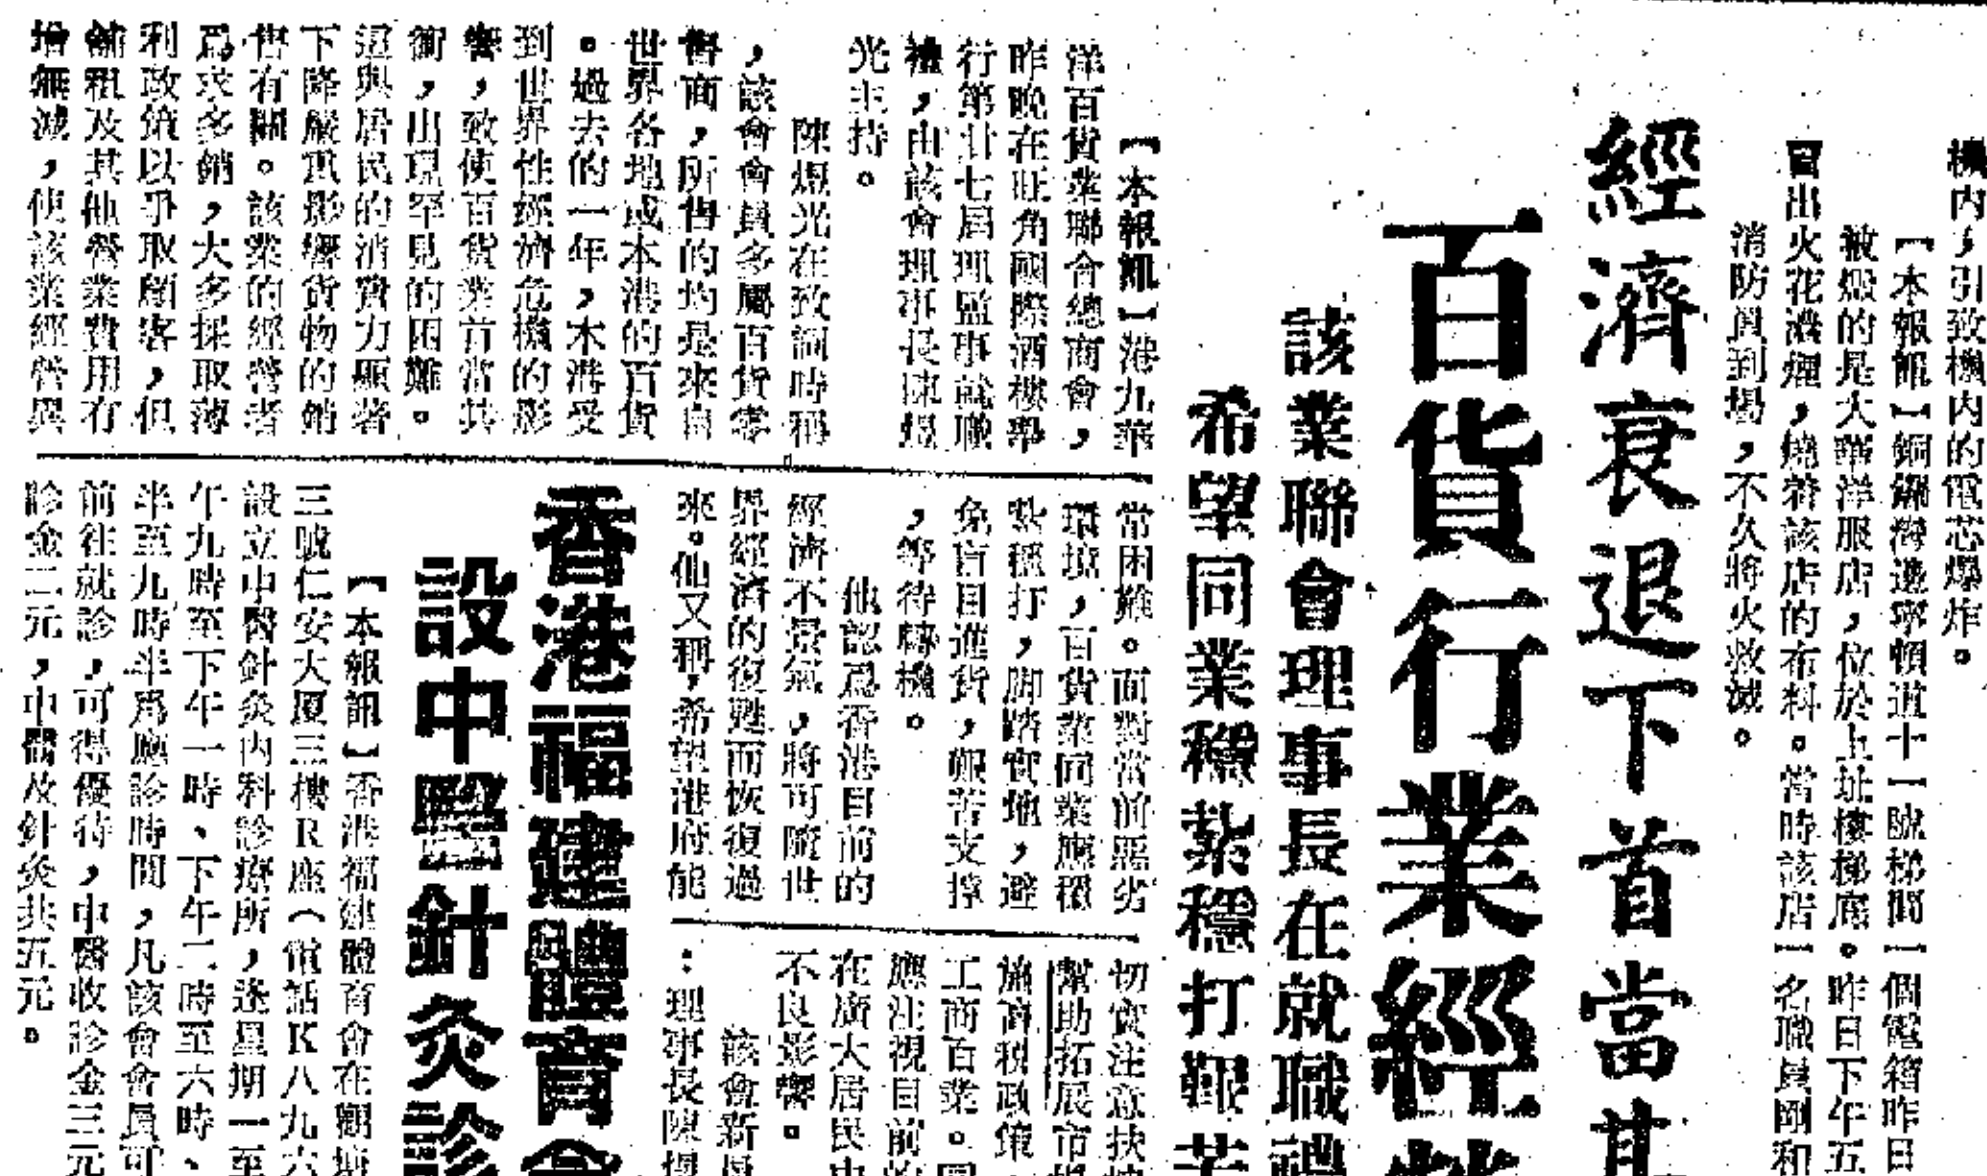 機內，引致機內的電芯爆炸。
【本報訊】銅鑼灣邊寧頓道十一號梯間一個電箱昨日
被燬的是大華洋服店，位於上址樓梯底。昨日下午五
冒出火花濃煙，燒着該店的布料。當時該店一名職員剛和
消防員到場，不久將火救滅。
經濟衰退下首當其
百貨行業經
該業聯會理事長在就職禮
希望同業穩紮穩打艱苦
【本報訊】港九華
洋百貨業聯合總商會，
昨晚在旺角國際酒樓舉
行第廿七屆理監事就職
禮，由該會理事長陳焜
光主持。
陳焜光在致詞時稱
，該會會員多屬百貨零
售商，所售的均是來自
世界各地或本港的百貨
。過去的一年，本港受
到世界性經濟危機的影
響，致使百貨業首當其
衝，出現罕見的困難。
這與居民的消費力顯著
下降嚴重影響貨物的銷
售有關。該業的經營者
爲求多銷，大多採取薄
利政策以爭取顧客，但
舖租及其他營業費用有
增無減，使該業經營異
常困難。面對當前惡劣
環境，百貨業同業應穩
紮穩打，脚踏實地，避
免盲目進貨，艱苦支撐
，等待轉機。
他認爲香港目前的
經濟不景氣，將可隨世
界經濟的復甦而恢復過
來。他又稱，希望港府能
切實注意扶
幫助拓展市場
施商稅政策，
工商百業。
應注視目前的
在廣大居民中
不良影響。
該會新
：理事長陳焜
香港福建體育會
設中醫針灸診
【本報訊】香港福建體育會在觀塘
三號仁安大厦三樓R座（電話K八九六
設立中醫針灸內科診療所，逢星期一至
午九時至下午一時、下午二時至六時、
半至九時半爲應診時間，凡該會會員可
前往就診，可得優待，中醫收診金三元
診金二元，中醫及針灸共五元。